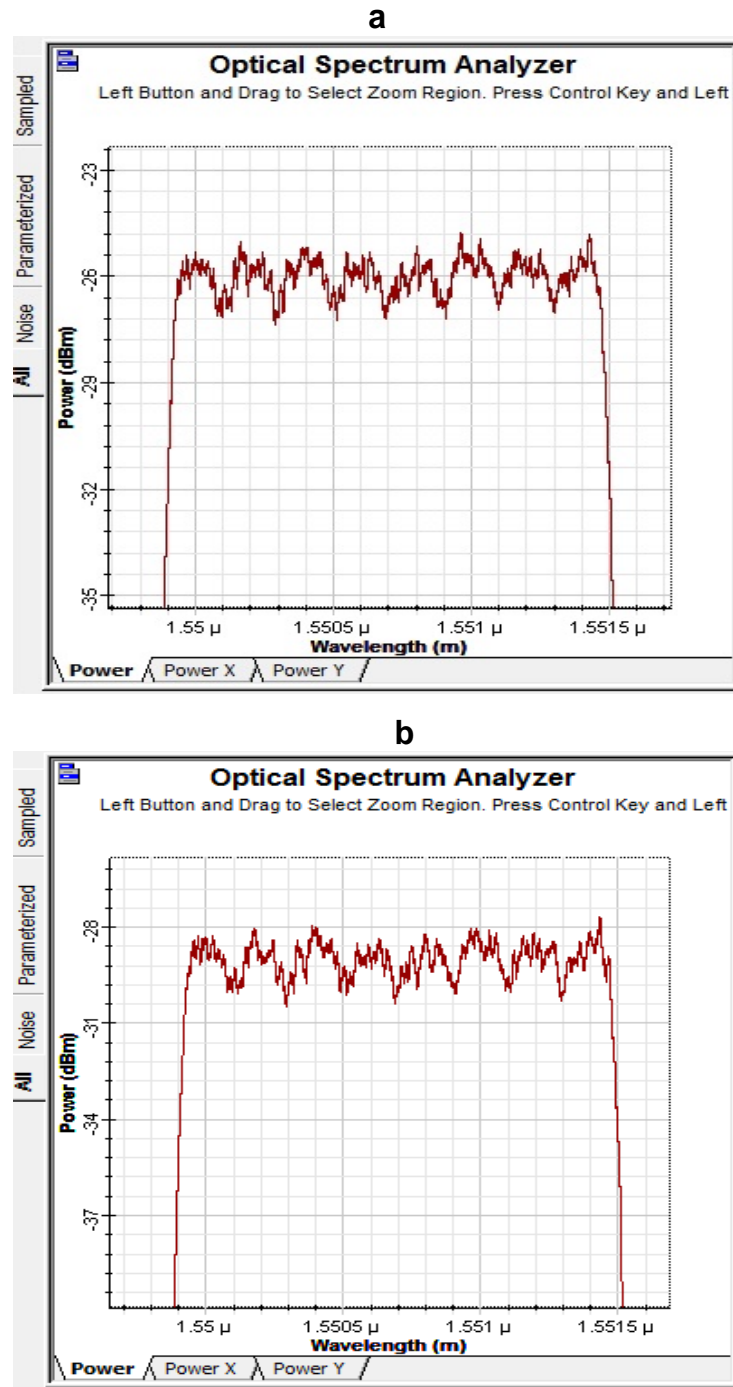 a
Optical Spectrum Analyzer
Left Button and Drag to Select Zoom Region. Press Control Key and Left
Sampled
Parameterized
Noise
All
Power (dBm)
-23
-26
-29
-32
-35
1.55 µ 1.5505 µ 1.551 µ 1.5515 µ
Wavelength (m)
Power Power X Power Y
b
Optical Spectrum Analyzer
Left Button and Drag to Select Zoom Region. Press Control Key and Left
Sampled
Parameterized
Noise
All
Power (dBm)
-28
-31
-34
-37
1.55 µ 1.5505 µ 1.551 µ 1.5515 µ
Wavelength (m)
Power Power X Power Y